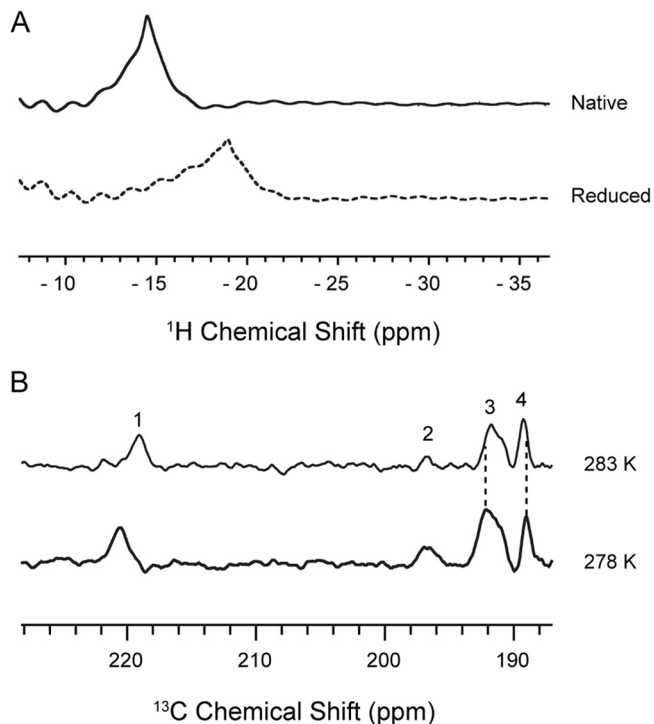 A
Native
Reduced
- 10 - 15 - 20 - 25 - 30 - 35
¹H Chemical Shift (ppm)
B
1 2 3 4
283 K
278 K
220 210 200 190
¹³C Chemical Shift (ppm)